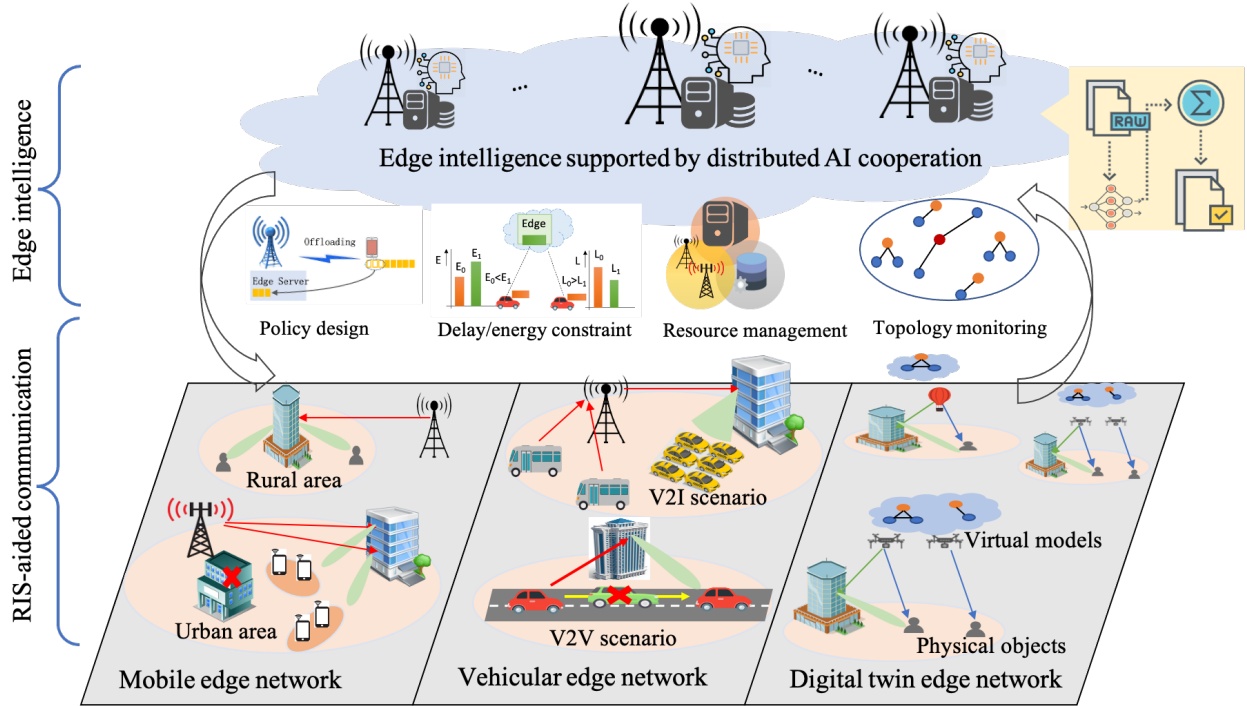 Edge intelligence
RIS-aided communication
...
...
Edge intelligence supported by distributed AI cooperation
RAW
Σ
Offloading
Edge Server
Policy design
Edge
E
E0
E1
E0<E1
L0>L1
L
L0
L1
Delay/energy constraint
Resource management
Topology monitoring
Rural area
Urban area
Mobile edge network
V2I scenario
V2V scenario
Vehicular edge network
Virtual models
Physical objects
Digital twin edge network